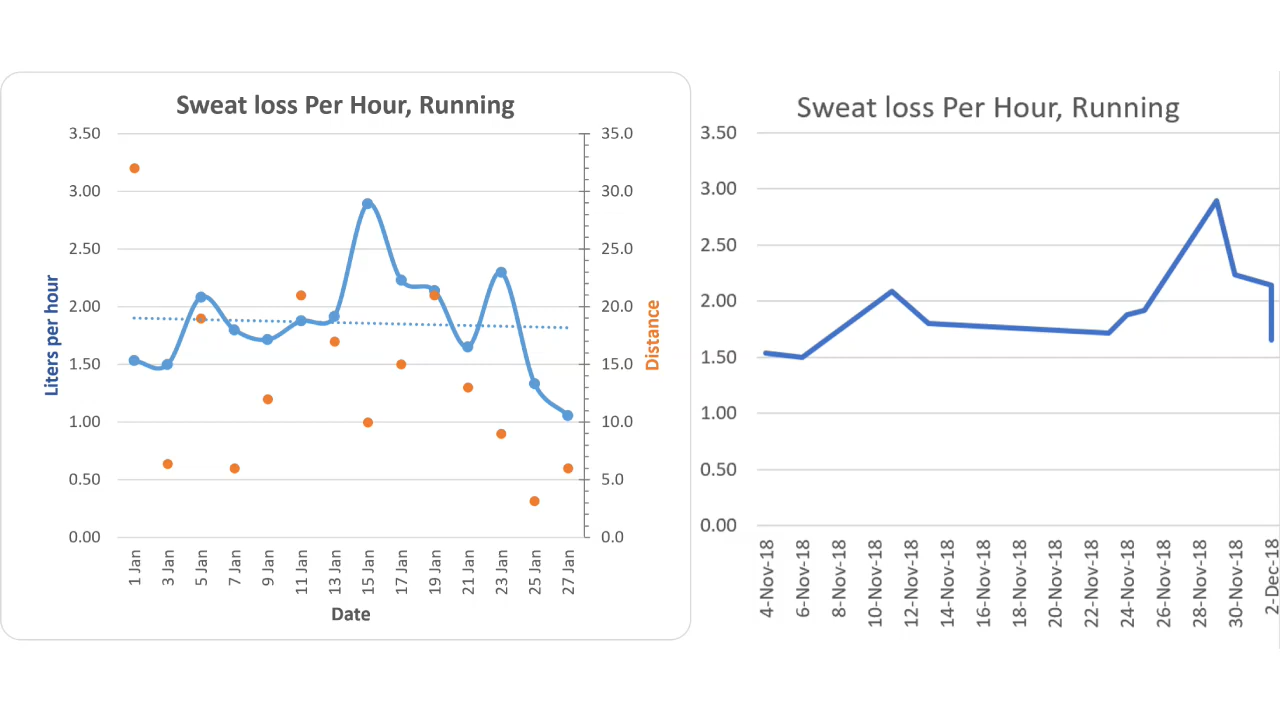 Sweat loss Per Hour, Running
3.50
3.00
2.50
2.00
1.50
1.00
0.50
0.00
Liters per hour
35.0
30.0
25.0
20.0
15.0
10.0
5.0
0.0
Distance
1 Jan
3 Jan
5 Jan
7 Jan
9 Jan
11 Jan
13 Jan
15 Jan
17 Jan
19 Jan
21 Jan
23 Jan
25 Jan
27 Jan
Date
Sweat loss Per Hour, Running
3.50
3.00
2.50
2.00
1.50
1.00
0.50
0.00
4-Nov-18
6-Nov-18
8-Nov-18
10-Nov-18
12-Nov-18
14-Nov-18
16-Nov-18
18-Nov-18
20-Nov-18
22-Nov-18
24-Nov-18
26-Nov-18
28-Nov-18
30-Nov-18
2-Dec-18